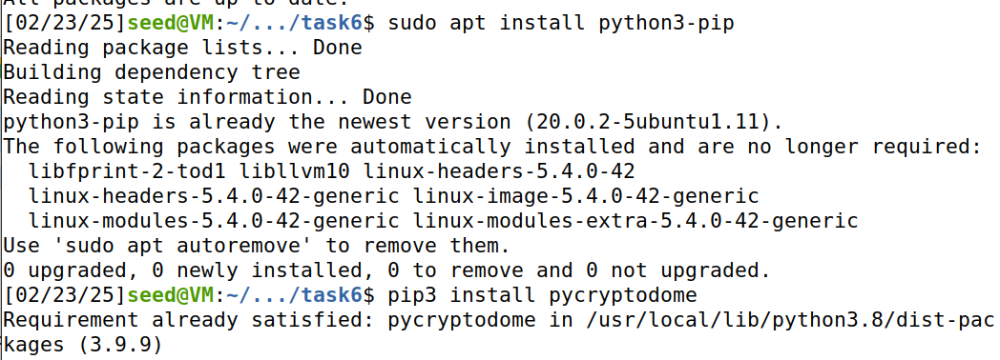 All packages are up to date.
[02/23/25]seed@VM:~/.../task6$ sudo apt install python3-pip
Reading package lists... Done
Building dependency tree
Reading state information... Done
python3-pip is already the newest version (20.0.2-5ubuntu1.11).
The following packages were automatically installed and are no longer required:
  libfprint-2-tod1 libllvm10 linux-headers-5.4.0-42
  linux-headers-5.4.0-42-generic linux-image-5.4.0-42-generic
  linux-modules-5.4.0-42-generic linux-modules-extra-5.4.0-42-generic
Use 'sudo apt autoremove' to remove them.
0 upgraded, 0 newly installed, 0 to remove and 0 not upgraded.
[02/23/25]seed@VM:~/.../task6$ pip3 install pycryptodome
Requirement already satisfied: pycryptodome in /usr/local/lib/python3.8/dist-pac
kages (3.9.9)